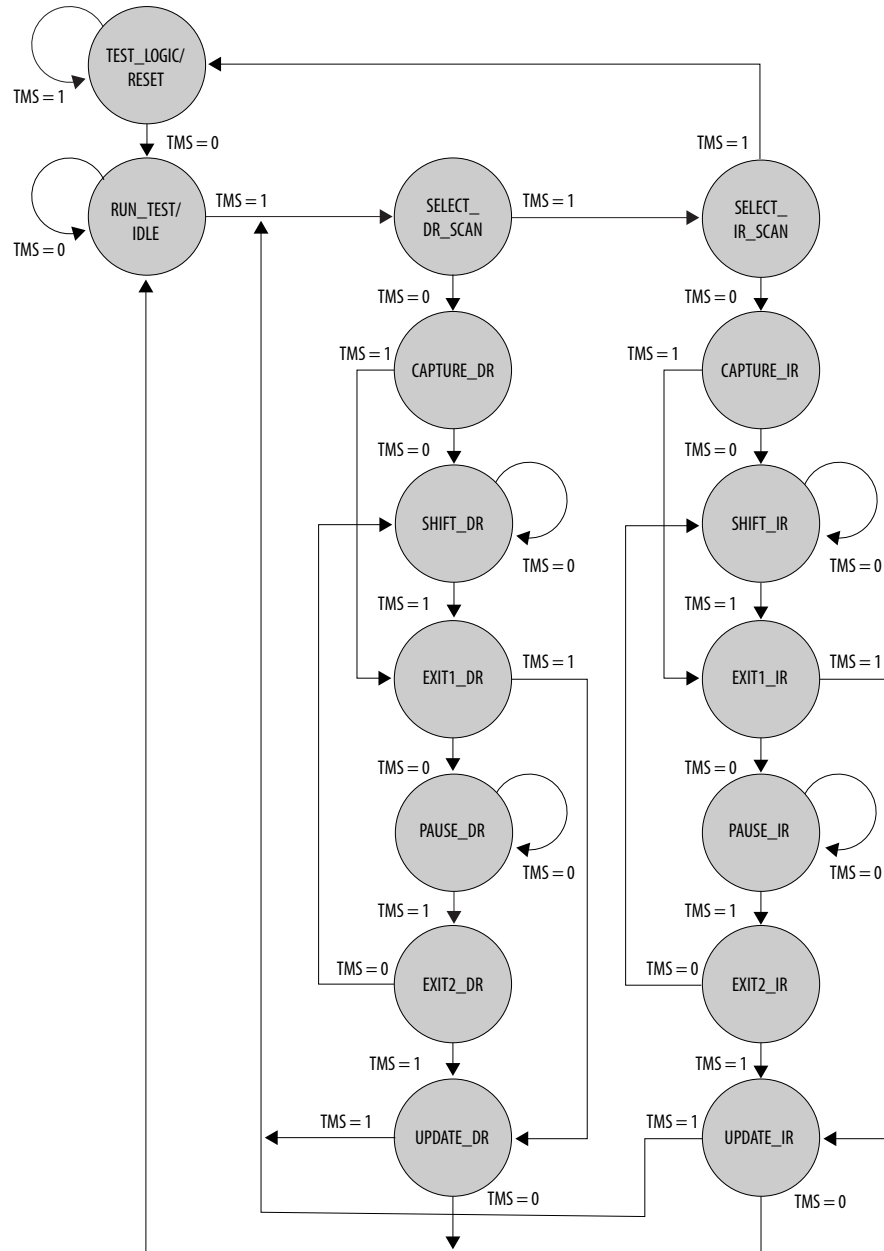 TEST_LOGIC/
RESET
TMS = 1
TMS = 0
TMS = 1
RUN_TEST/
IDLE
TMS = 0
TMS = 1
SELECT_
DR_SCAN
TMS = 1
SELECT_
IR_SCAN
TMS = 0
TMS = 0
TMS = 1
CAPTURE_DR
TMS = 1
CAPTURE_IR
TMS = 0
TMS = 0
SHIFT_DR
TMS = 0
SHIFT_IR
TMS = 0
TMS = 1
TMS = 1
EXIT1_DR
TMS = 1
EXIT1_IR
TMS = 1
TMS = 0
TMS = 0
PAUSE_DR
TMS = 0
PAUSE_IR
TMS = 0
TMS = 1
TMS = 1
TMS = 0
EXIT2_DR
TMS = 0
EXIT2_IR
TMS = 1
TMS = 1
TMS = 1
UPDATE_DR
TMS = 1
UPDATE_IR
TMS = 0
TMS = 0